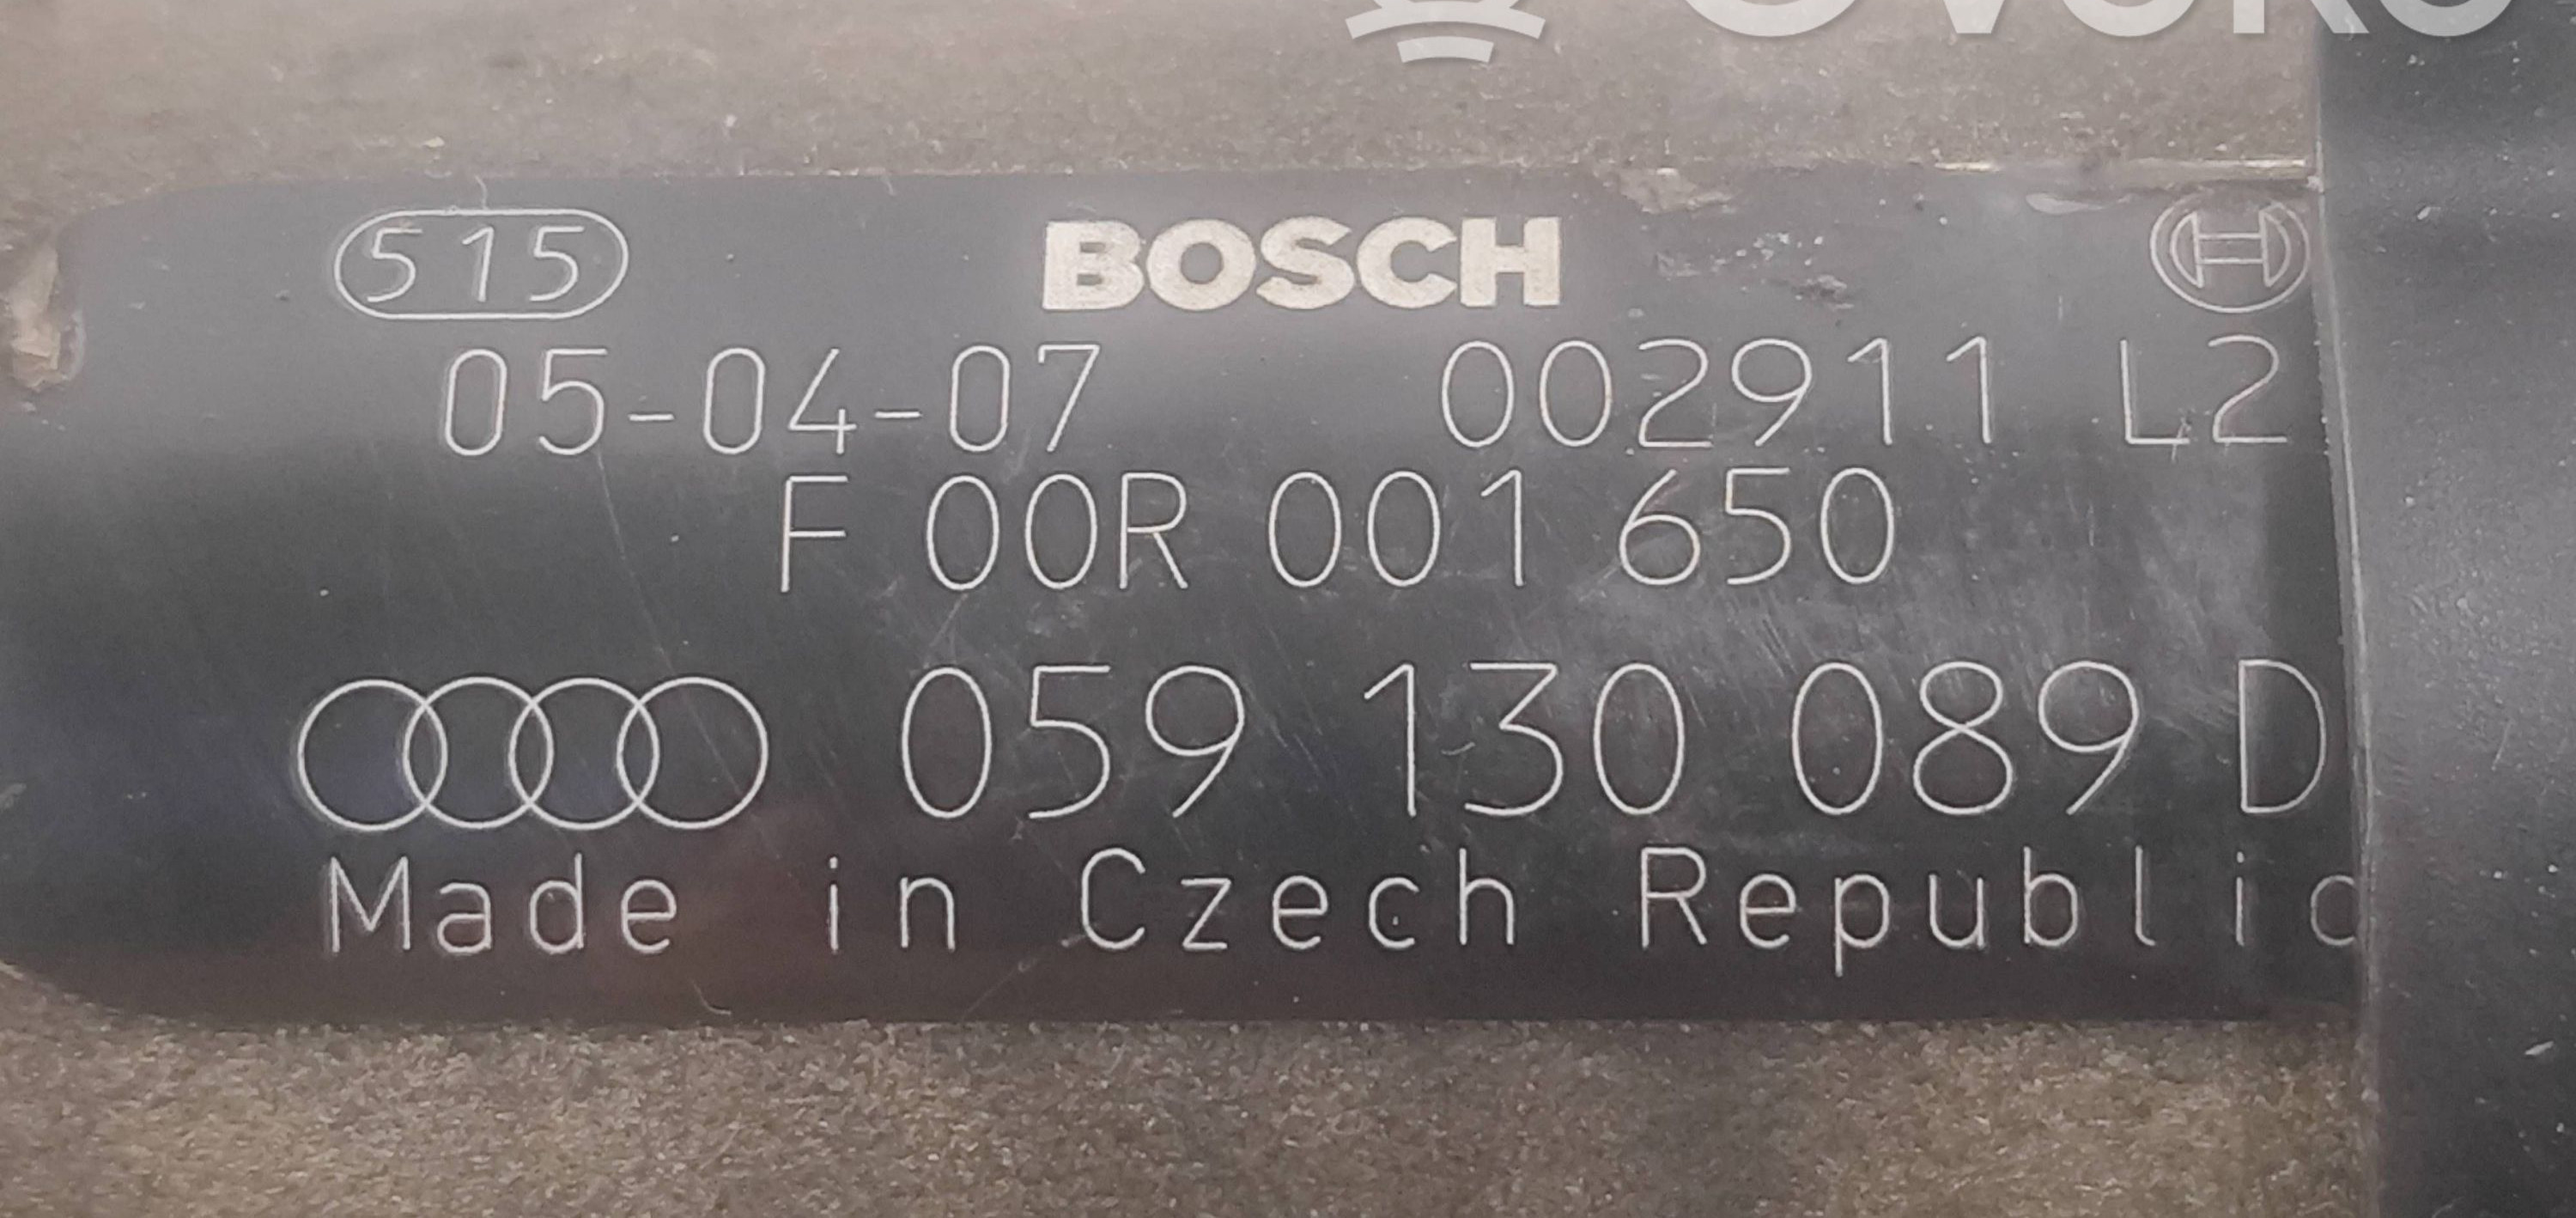 515 BOSCH
05-04-07 002911 L2
F 00R 001 650
059 130 089 D
Made in Czech Republic